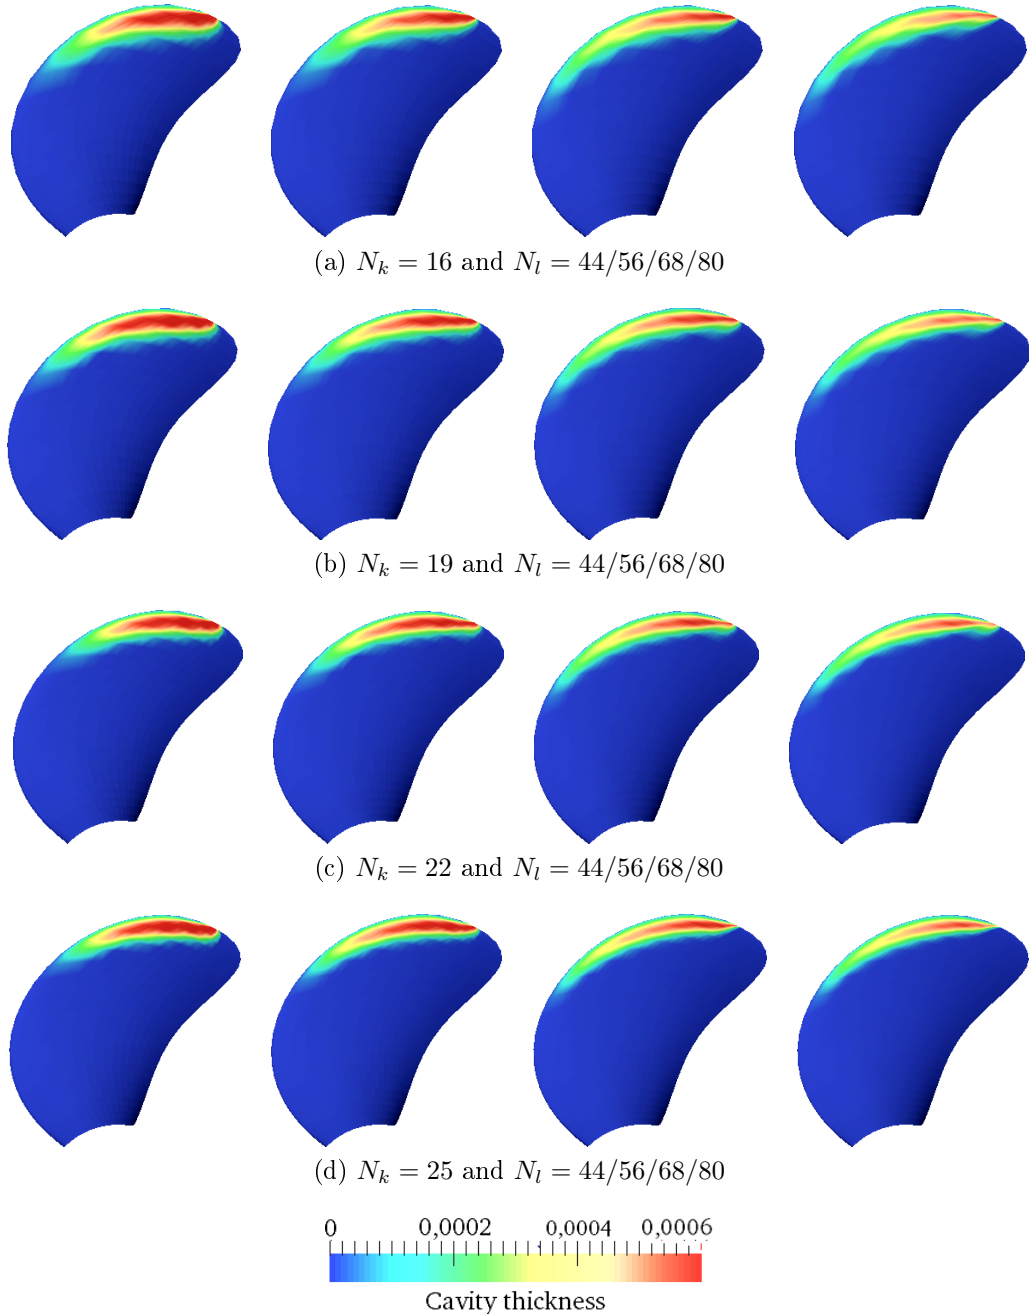 (a) N_k = 16 and N_l = 44/56/68/80
(b) N_k = 19 and N_l = 44/56/68/80
(c) N_k = 22 and N_l = 44/56/68/80
(d) N_k = 25 and N_l = 44/56/68/80
0 0,0002 0,0004 0,0006
Cavity thickness